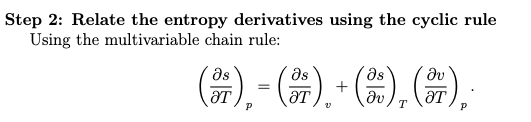 Step 2: Relate the entropy derivatives using the cyclic rule
Using the multivariable chain rule:
(∂s/∂T)_p = (∂s/∂T)_v + (∂s/∂v)_T (∂v/∂T)_p.